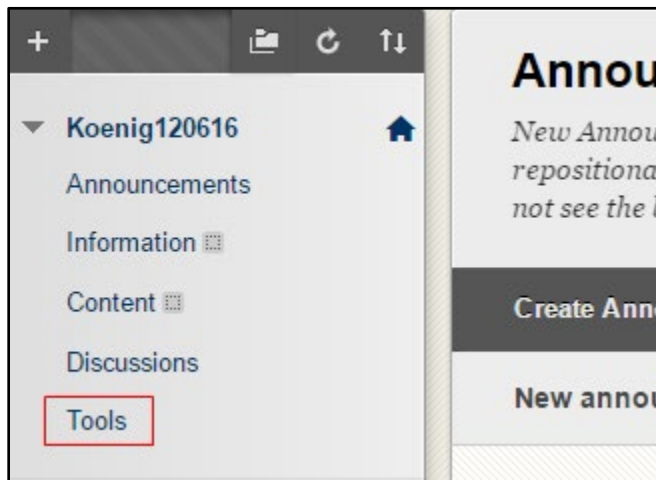 Koenig120616
Announcements
Information
Content
Discussions
Tools
Annou
New Annou
repositiona
not see the
Create Ann
New annou